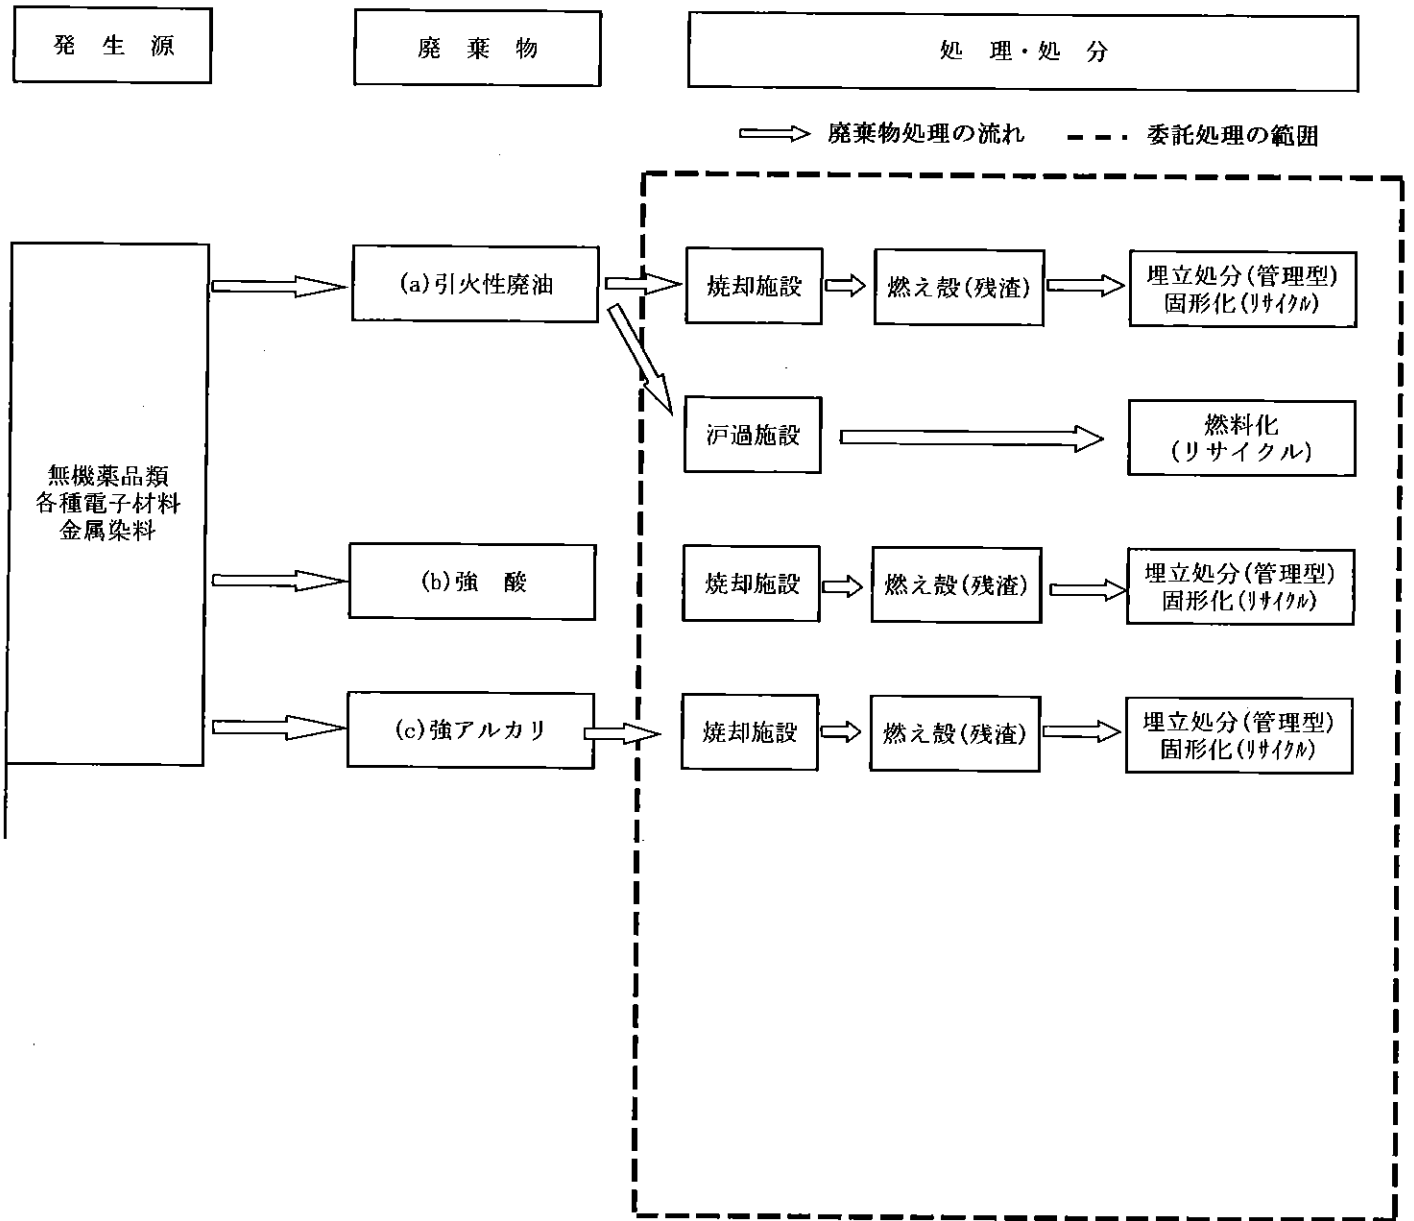 発 生 源
廃 棄 物
処 理・処 分
廃棄物処理の流れ
委託処理の範囲
無機薬品類
各種電子材料
金属染料
(a)引火性廃油
焼却施設
燃え殻(残渣)
埋立処分(管理型)
固形化(ﾘｻｲｸﾙ)
沪過施設
燃料化
(リサイクル)
(b)強 酸
焼却施設
燃え殻(残渣)
埋立処分(管理型)
固形化(ﾘｻｲｸﾙ)
(c)強アルカリ
焼却施設
燃え殻(残渣)
埋立処分(管理型)
固形化(ﾘｻｲｸﾙ)